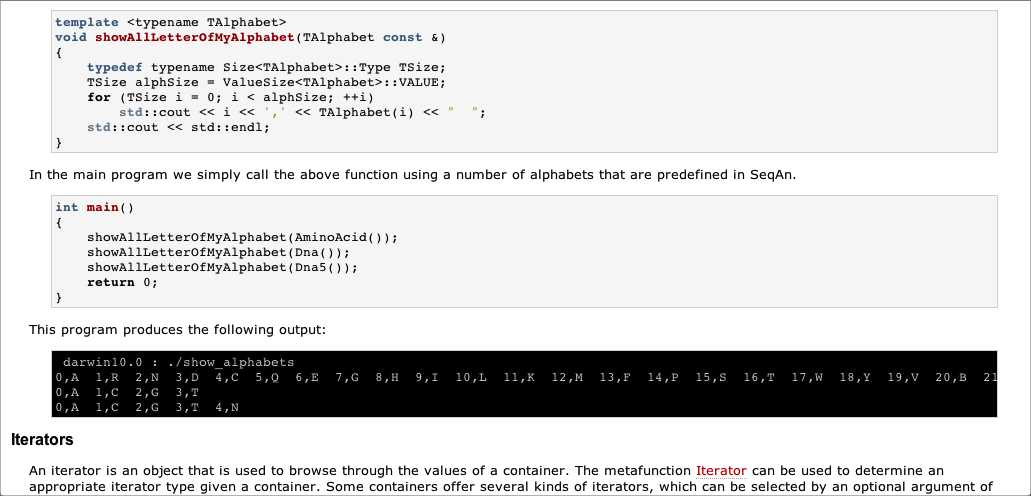 template <typename TAlphabet>
void showAllLetterOfMyAlphabet(TAlphabet const &)
{
    typedef typename Size<TAlphabet>::Type TSize;
    TSize alphSize = ValueSize<TAlphabet>::VALUE;
    for (TSize i = 0; i < alphSize; ++i)
        std::cout << i << ',' << TAlphabet(i) << "  ";
    std::cout << std::endl;
}
In the main program we simply call the above function using a number of alphabets that are predefined in SeqAn.
int main()
{
    showAllLetterOfMyAlphabet(AminoAcid());
    showAllLetterOfMyAlphabet(Dna());
    showAllLetterOfMyAlphabet(Dna5());
    return 0;
}
This program produces the following output:
darwin10.0 : ./show_alphabets
0,A  1,R  2,N  3,D  4,C  5,Q  6,E  7,G  8,H  9,I  10,L  11,K  12,M  13,F  14,P  15,S  16,T  17,W  18,Y  19,V  20,B  21
0,A  1,C  2,G  3,T
0,A  1,C  2,G  3,T  4,N
Iterators
An iterator is an object that is used to browse through the values of a container. The metafunction Iterator can be used to determine an
appropriate iterator type given a container. Some containers offer several kinds of iterators, which can be selected by an optional argument of